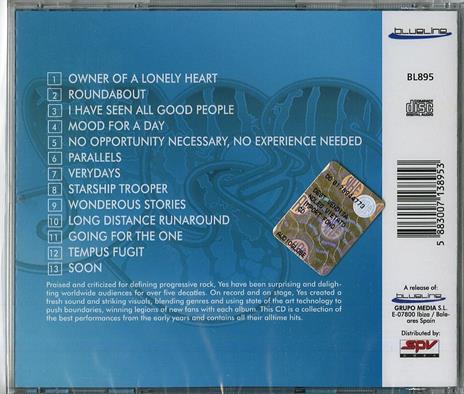 1 OWNER OF A LONELY HEART
2 ROUNDABOUT
3 I HAVE SEEN ALL GOOD PEOPLE
4 MOOD FOR A DAY
5 NO OPPORTUNITY NECESSARY, NO EXPERIENCE NEEDED
6 PARALLELS
7 VERYDAYS
8 STARSHIP TROOPER
9 WONDEROUS STORIES
10 LONG DISTANCE RUNAROUND
11 GOING FOR THE ONE
12 TEMPUS FUGIT
13 SOON
Praised and criticized for defining progressive rock, Yes have been surprising and deligh-
ting worldwide audiences for over five decades. On record and on stage, Yes created a
fresh sound and striking visuals, blending genres and using state of the art technology to
push boundaries, winning legions of new fans with each album. This CD is a collection of
the best performances from the early years and contains all their alltime hits.
blueline
BL895
disc
DIGITAL AUDIO
5 883007 138953
A release of:
blueline
GRUPO MEDIA S.L.
E-07800 Ibiza / Bale-
ares Spain
Distributed by:
spv